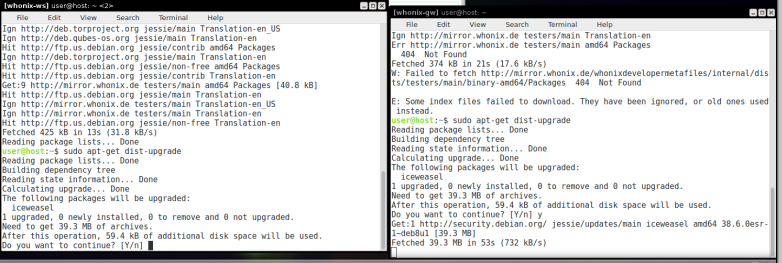 [whonix-ws] user@host: ~ <2>
File Edit View Search Terminal Help
Ign http://deb.torproject.org jessie/main Translation-en_US
Ign http://deb.qubes-os.org jessie/main Translation-en
Hit http://ftp.us.debian.org jessie/contrib amd64 Packages
Ign http://deb.torproject.org jessie/main Translation-en
Hit http://ftp.us.debian.org jessie/non-free amd64 Packages
Hit http://ftp.us.debian.org jessie/contrib Translation-en
Get:9 http://mirror.whonix.de testers/main amd64 Packages [40.8 kB]
Hit http://ftp.us.debian.org jessie/main Translation-en
Ign http://mirror.whonix.de testers/main Translation-en_US
Ign http://mirror.whonix.de testers/main Translation-en
Hit http://ftp.us.debian.org jessie/non-free Translation-en
Fetched 425 kB in 13s (31.8 kB/s)
Reading package lists... Done
user@host:~$ sudo apt-get dist-upgrade
Reading package lists... Done
Building dependency tree
Reading state information... Done
Calculating upgrade... Done
The following packages will be upgraded:
iceweasel
1 upgraded, 0 newly installed, 0 to remove and 0 not upgraded.
Need to get 39.3 MB of archives.
After this operation, 59.4 kB of additional disk space will be used.
Do you want to continue? [Y/n]
[whonix-gw] user@host: ~
File Edit View Search Terminal Help
Ign http://mirror.whonix.de testers/main Translation-en
Err http://mirror.whonix.de testers/main amd64 Packages
404 Not Found
Fetched 374 kB in 21s (17.6 kB/s)
W: Failed to fetch http://mirror.whonix.de/whonixdevelopermetafiles/internal/dis
ts/testers/main/binary-amd64/Packages 404 Not Found
E: Some index files failed to download. They have been ignored, or old ones used
instead.
user@host:~$ sudo apt-get dist-upgrade
Reading package lists... Done
Building dependency tree
Reading state information... Done
Calculating upgrade... Done
The following packages will be upgraded:
iceweasel
1 upgraded, 0 newly installed, 0 to remove and 0 not upgraded.
Need to get 39.3 MB of archives.
After this operation, 59.4 kB of additional disk space will be used.
Do you want to continue? [Y/n] y
Get:1 http://security.debian.org/ jessie/updates/main iceweasel amd64 38.6.0esr-
1~deb8u1 [39.3 MB]
Fetched 39.3 MB in 53s (732 kB/s)